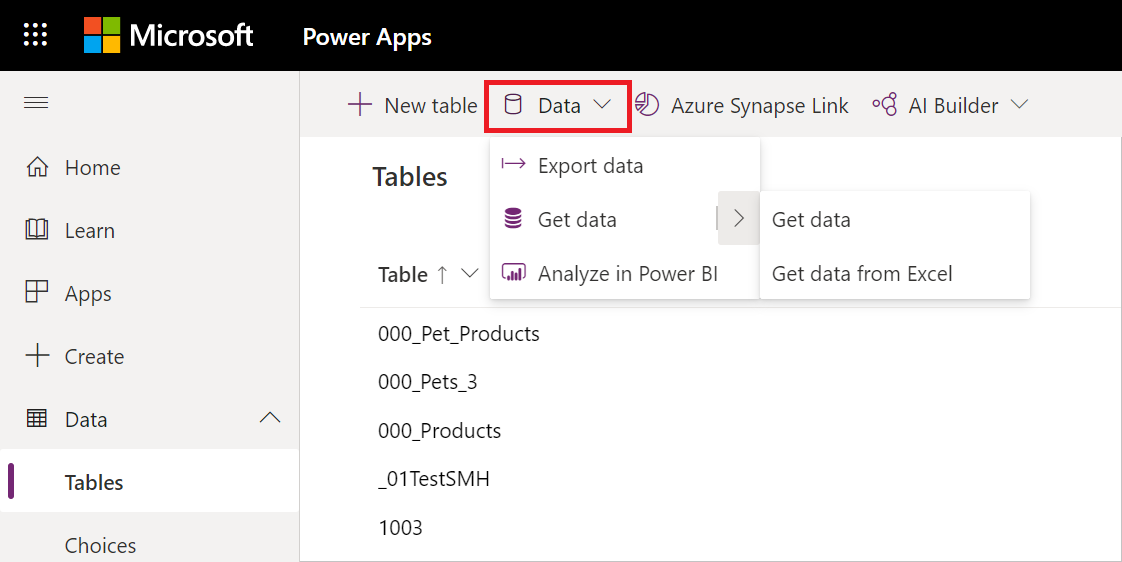 Microsoft Power Apps
New table Data Azure Synapse Link AI Builder
Home
Learn
Apps
Create
Data
Tables
Choices
Export data
Get data
Analyze in Power BI
Get data
Get data from Excel
Tables
Table
000_Pet_Products
000_Pets_3
000_Products
_01TestSMH
1003